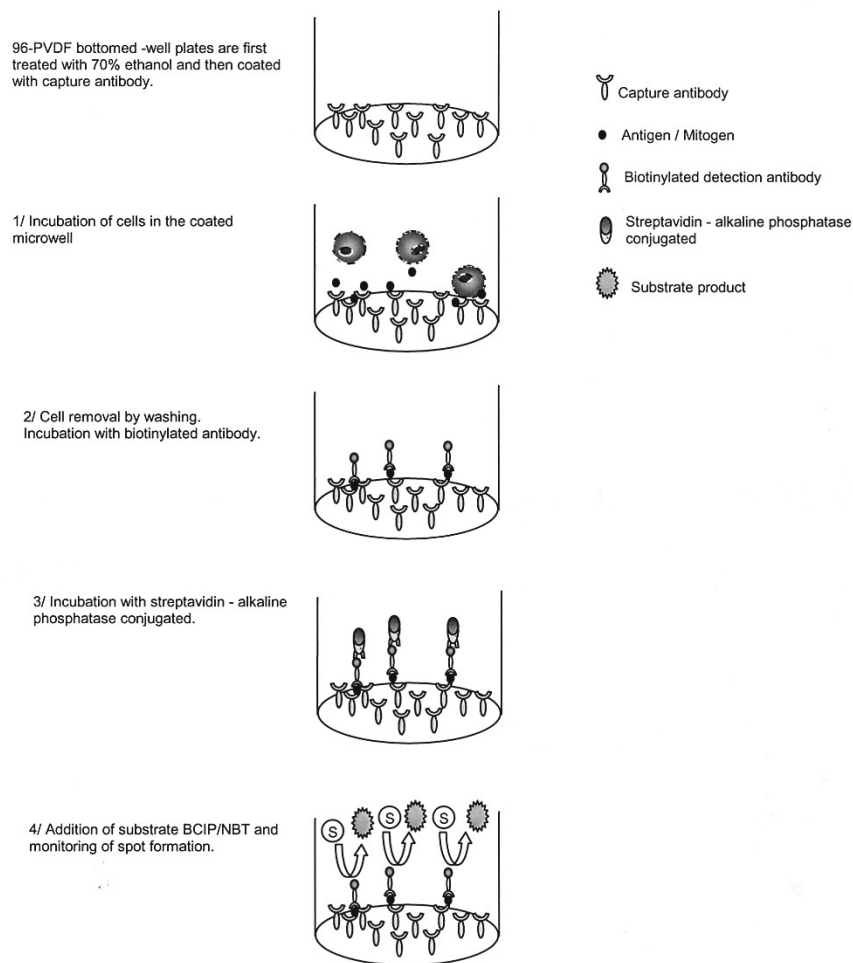 96-PVDF bottomed -well plates are first
treated with 70% ethanol and then coated
with capture antibody.
Capture antibody
Antigen / Mitogen
Biotinylated detection antibody
Streptavidin - alkaline phosphatase
conjugated
Substrate product
1/ Incubation of cells in the coated
microwell
2/ Cell removal by washing.
Incubation with biotinylated antibody.
3/ Incubation with streptavidin - alkaline
phosphatase conjugated.
4/ Addition of substrate BCIP/NBT and
monitoring of spot formation.
S
S
S